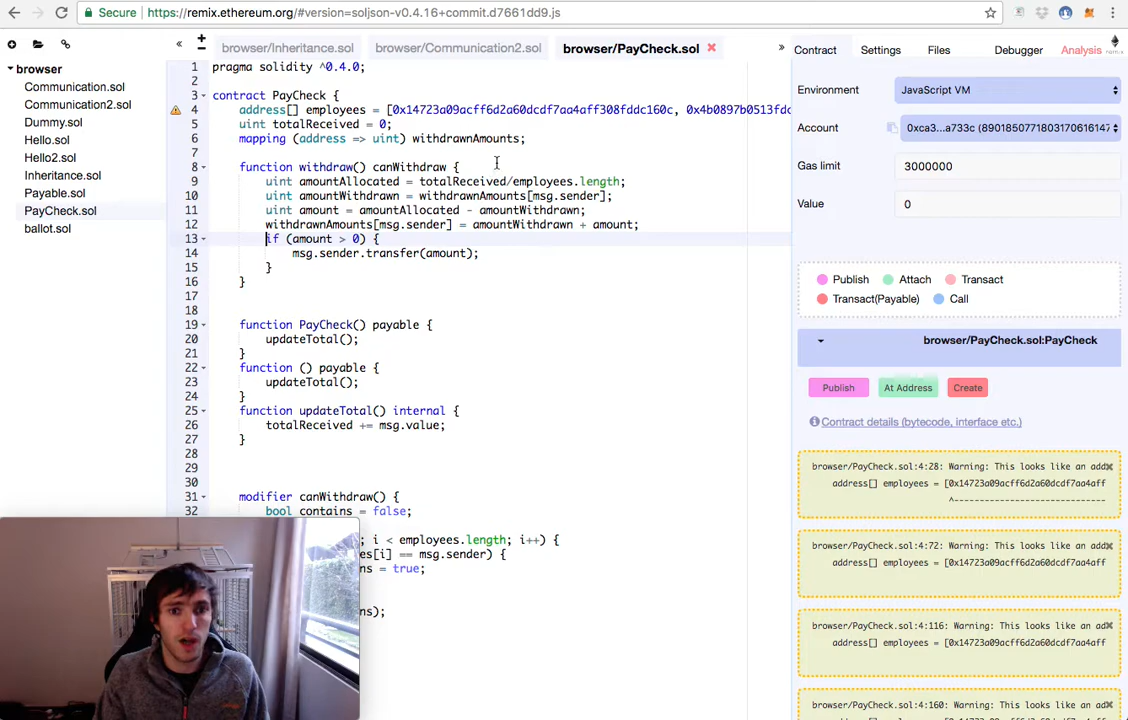 Secure https://remix.ethereum.org/#version=soljson-v0.4.16+commit.d7661dd9.js
browser
Communication.sol
Communication2.sol
Dummy.sol
Hello.sol
Hello2.sol
Inheritance.sol
Payable.sol
PayCheck.sol
ballot.sol
browser/Inheritance.sol browser/Communication2.sol browser/PayCheck.sol
1 pragma solidity ^0.4.0;
2
3 contract PayCheck {
4 address[] employees = [0x14723a09acff6d2a60dcdf7aa4aff308fddc160c, 0x4b0897b0513fdc
5 uint totalReceived = 0;
6 mapping (address => uint) withdrawnAmounts;
7
8 function withdraw() canWithdraw {
9 uint amountAllocated = totalReceived/employees.length;
10 uint amountWithdrawn = withdrawnAmounts[msg.sender];
11 uint amount = amountAllocated - amountWithdrawn;
12 withdrawnAmounts[msg.sender] = amountWithdrawn + amount;
13 if (amount > 0) {
14 msg.sender.transfer(amount);
15 }
16 }
17
18
19 function PayCheck() payable {
20 updateTotal();
21 }
22 function () payable {
23 updateTotal();
24 }
25 function updateTotal() internal {
26 totalReceived += msg.value;
27 }
28
29
30
31 modifier canWithdraw() {
32 bool contains = false;
; i < employees.length; i++) {
es[i] == msg.sender) {
ns = true;
ns);
Contract Settings Files Debugger Analysis
Environment JavaScript VM
Account 0xca3...a733c (8901850771803170616147
Gas limit 3000000
Value 0
Publish Attach Transact
Transact(Payable) Call
browser/PayCheck.sol:PayCheck
Publish At Address Create
Contract details (bytecode, interface etc.)
browser/PayCheck.sol:4:28: Warning: This looks like an add
address[] employees = [0x14723a09acff6d2a60dcdf7aa4aff
^------------------------------
browser/PayCheck.sol:4:72: Warning: This looks like an add
address[] employees = [0x14723a09acff6d2a60dcdf7aa4aff
browser/PayCheck.sol:4:116: Warning: This looks like an ad
address[] employees = [0x14723a09acff6d2a60dcdf7aa4aff
browser/PayCheck.sol:4:160: Warning: This looks like an ad